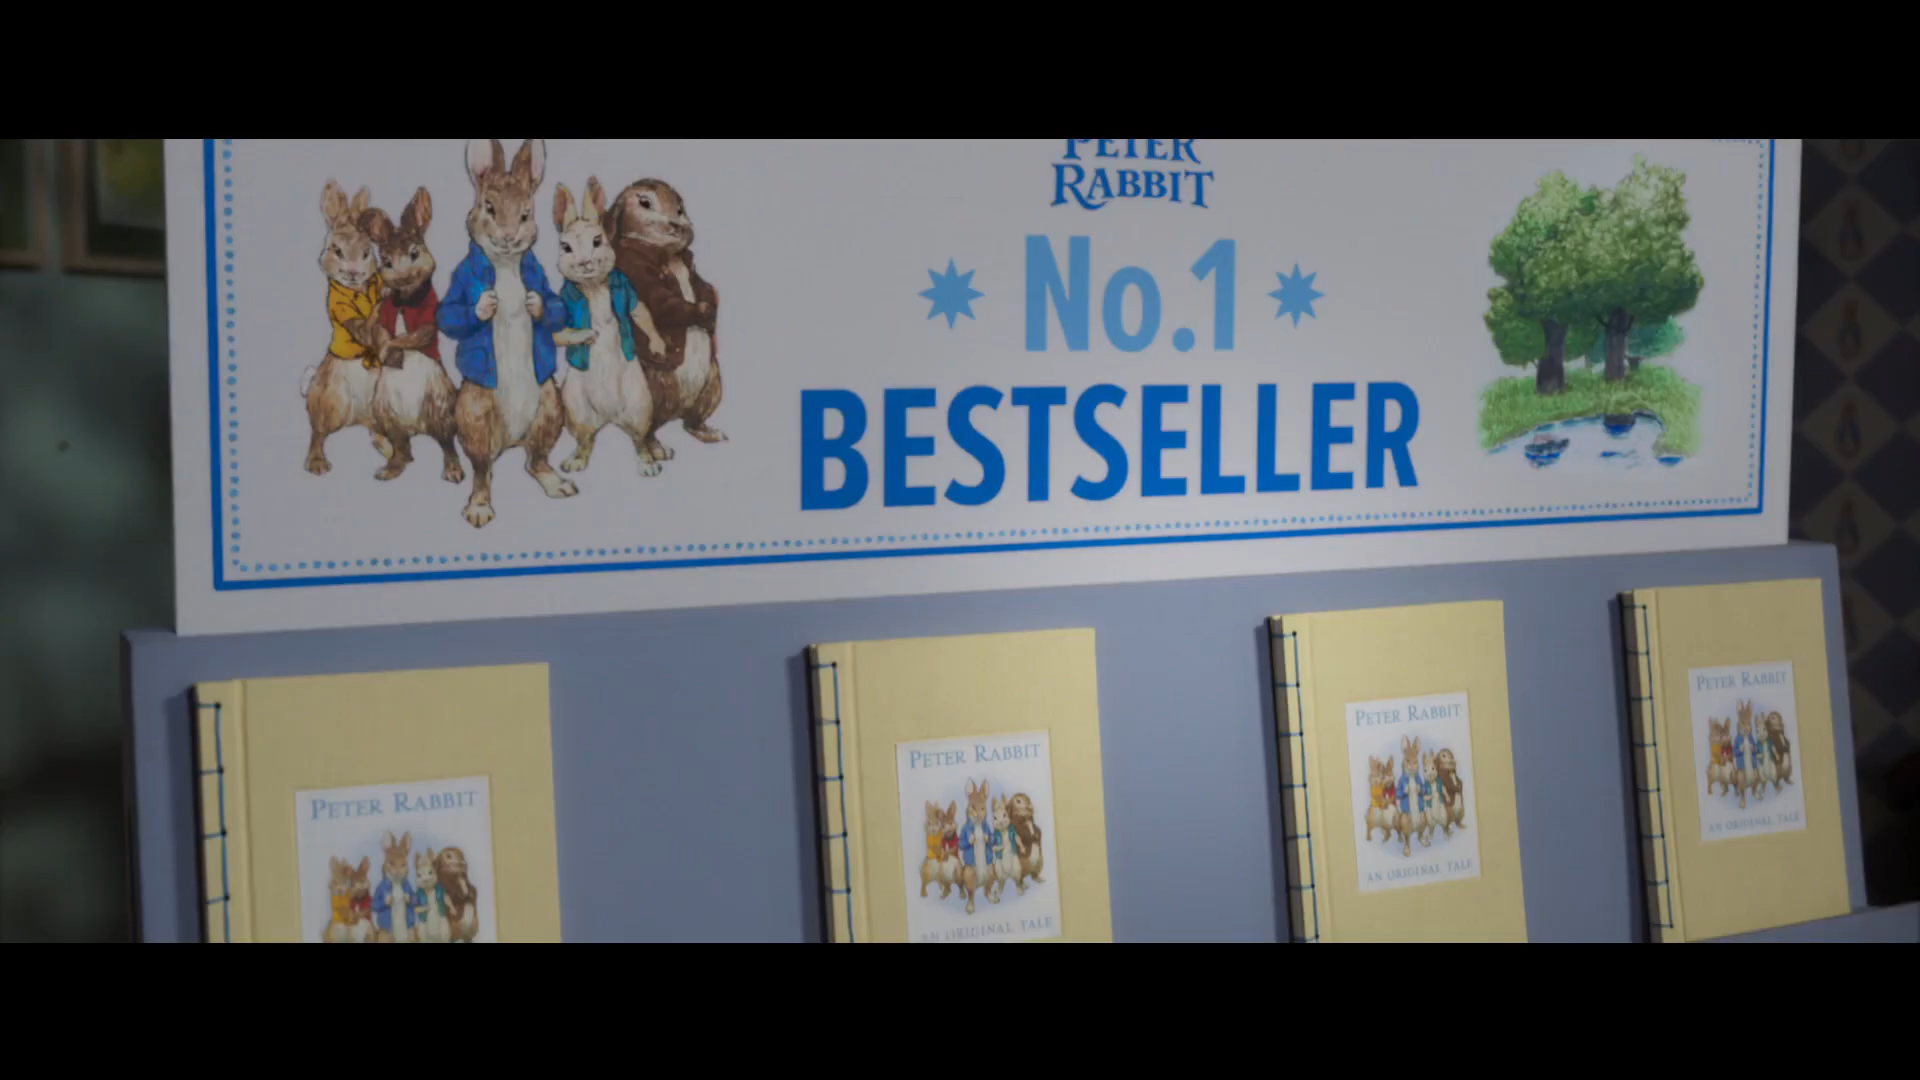 PETER
RABBIT
No.1
BESTSELLER
PETER RABBIT
PETER RABBIT
AN ORIGINAL TALE
PETER RABBIT
AN ORIGINAL TALE
PETER RABBIT
AN ORIGINAL TALE